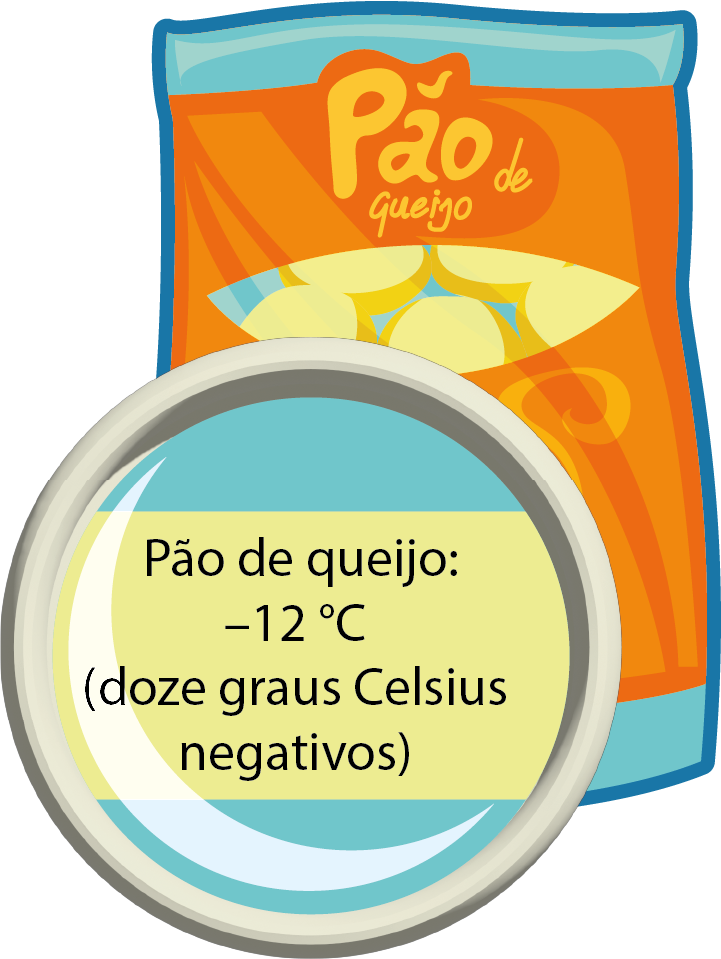 Pão de
queijo
Pão de queijo:
–12 °C
(doze graus Celsius
negativos)